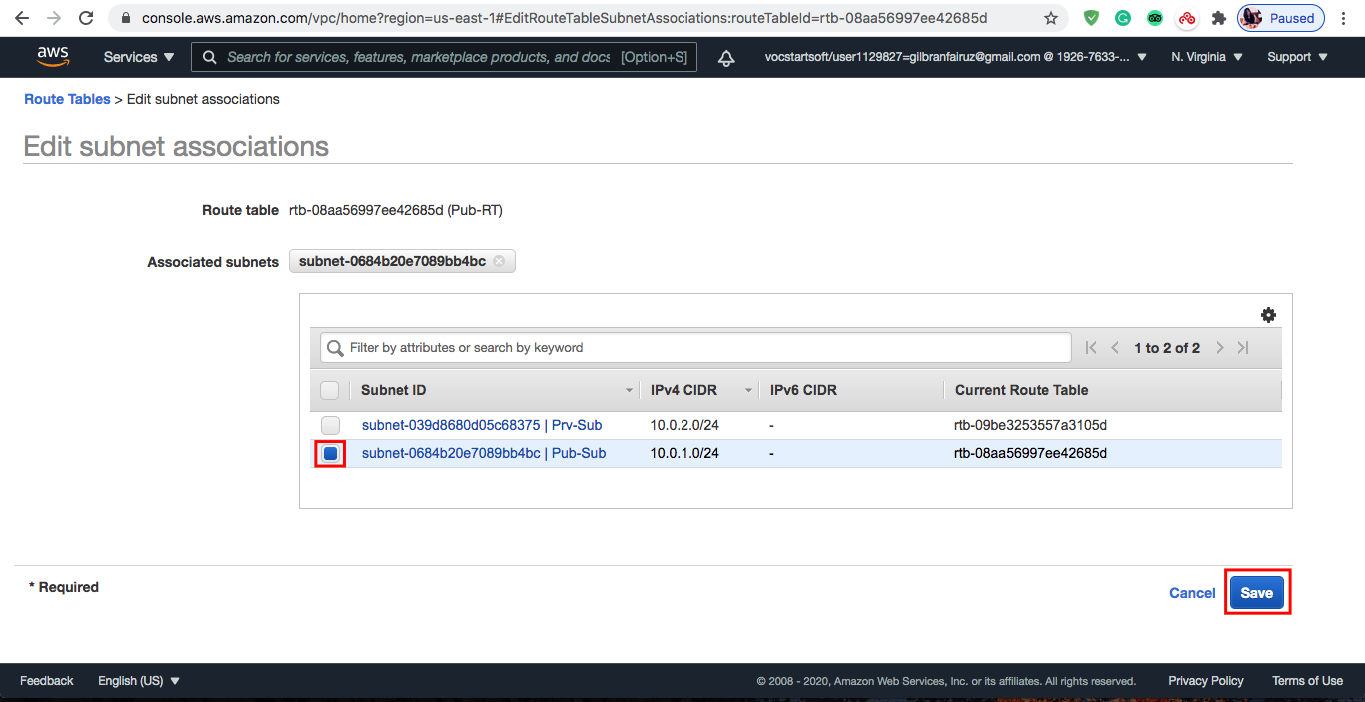 console.aws.amazon.com/vpc/home?region=us-east-1#EditRouteTableSubnetAssociations:routeTableId=rtb-08aa56997ee42685d
Paused
aws Services Search for services, features, marketplace products, and docs [Option+S] vocstartsoft/user1129827=gilbranfairuz@gmail.com @ 1926-7633-... N. Virginia Support
Route Tables > Edit subnet associations
Edit subnet associations
Route table rtb-08aa56997ee42685d (Pub-RT)
Associated subnets subnet-0684b20e7089bb4bc
Filter by attributes or search by keyword 1 to 2 of 2
Subnet ID IPv4 CIDR IPv6 CIDR Current Route Table
subnet-039d8680d05c68375 | Prv-Sub 10.0.2.0/24 - rtb-09be3253557a3105d
subnet-0684b20e7089bb4bc | Pub-Sub 10.0.1.0/24 - rtb-08aa56997ee42685d
* Required
Cancel Save
Feedback English (US) © 2008 - 2020, Amazon Web Services, Inc. or its affiliates. All rights reserved. Privacy Policy Terms of Use